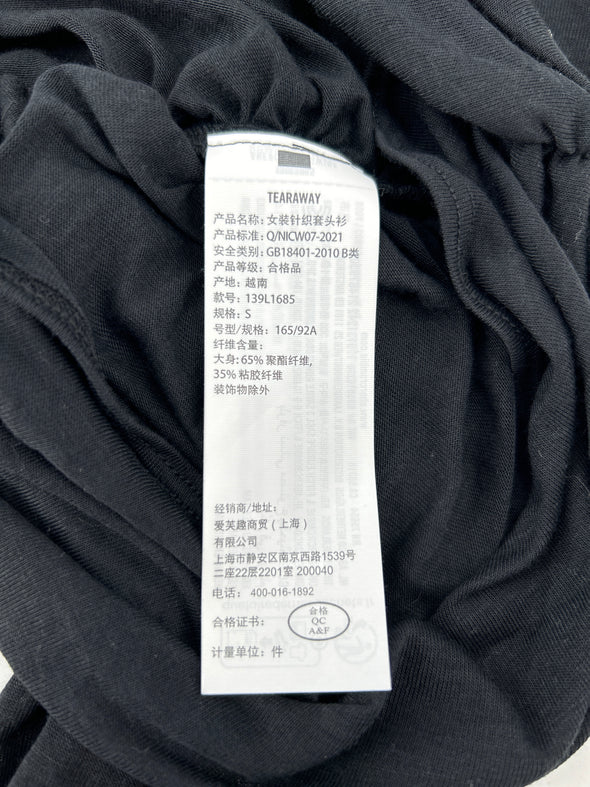 TEARAWAY
产品名称：女装针织套头衫
产品标准：Q/NICW07-2021
安全类别：GB18401-2010 B类
产品等级：合格品
产地：越南
款号：139L1685
规格：S
号型/规格：165/92A
纤维含量：
大身：65% 聚酯纤维,
35% 粘胶纤维
装饰物除外
经销商/地址：
爱芙趣商贸（上海）
有限公司
上海市静安区南京西路1539号
二座22层2201室 200040
电话： 400-016-1892
合格证书：
合格
QC
A&F
计量单位：件